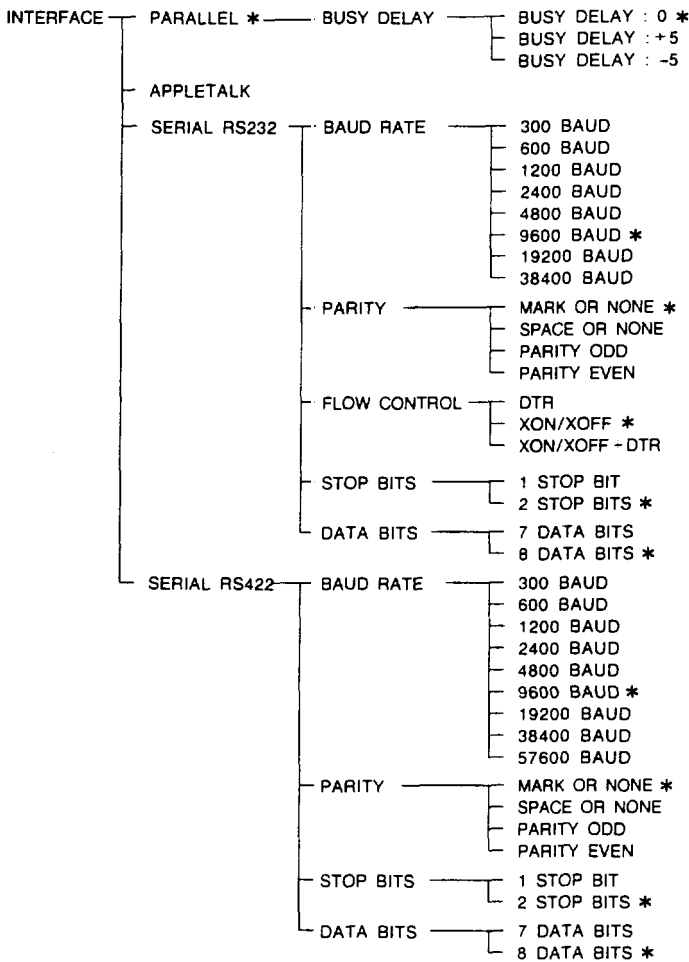 INTERFACE PARALLEL * BUSY DELAY BUSY DELAY : 0 *
BUSY DELAY : +5
BUSY DELAY : -5
APPLETALK
SERIAL RS232 BAUD RATE 300 BAUD
600 BAUD
1200 BAUD
2400 BAUD
4800 BAUD
9600 BAUD *
19200 BAUD
38400 BAUD
PARITY MARK OR NONE *
SPACE OR NONE
PARITY ODD
PARITY EVEN
FLOW CONTROL DTR
XON/XOFF *
XON/XOFF + DTR
STOP BITS 1 STOP BIT
2 STOP BITS *
DATA BITS 7 DATA BITS
8 DATA BITS *
SERIAL RS422 BAUD RATE 300 BAUD
600 BAUD
1200 BAUD
2400 BAUD
4800 BAUD
9600 BAUD *
19200 BAUD
38400 BAUD
57600 BAUD
PARITY MARK OR NONE *
SPACE OR NONE
PARITY ODD
PARITY EVEN
STOP BITS 1 STOP BIT
2 STOP BITS *
DATA BITS 7 DATA BITS
8 DATA BITS *